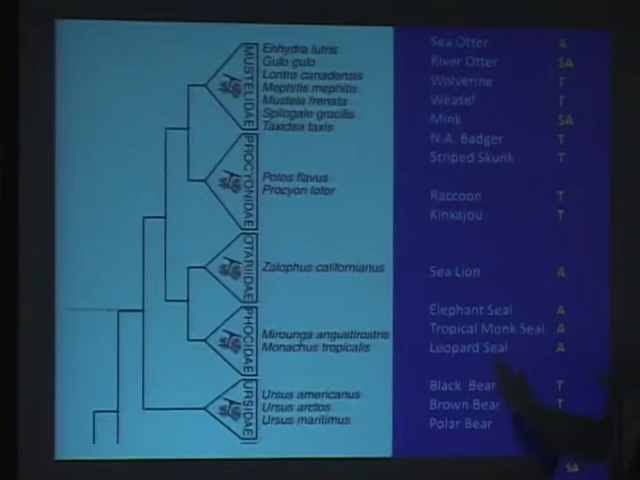 MUSTELIDAE
Enhydra lutris
Gulo gulo
Lontra canadensis
Mephitis mephitis
Mustela frenata
Spilogale gracilis
Taxidea taxis
PROCYONIDAE
Potos flavus
Procyon lotor
OTARIIDAE
Zalophus californianus
PHOCIDAE
Mirounga angustirostris
Monachus tropicalis
URSIDAE
Ursus americanus
Ursus arctos
Ursus maritimus
Sea Otter A
River Otter SA
Wolverine T
Weasel T
Mink SA
N.A. Badger T
Striped Skunk T
Raccoon T
Kinkajou T
Sea Lion A
Elephant Seal A
Tropical Monk Seal A
Leopard Seal A
Black Bear T
Brown Bear T
Polar Bear
SA